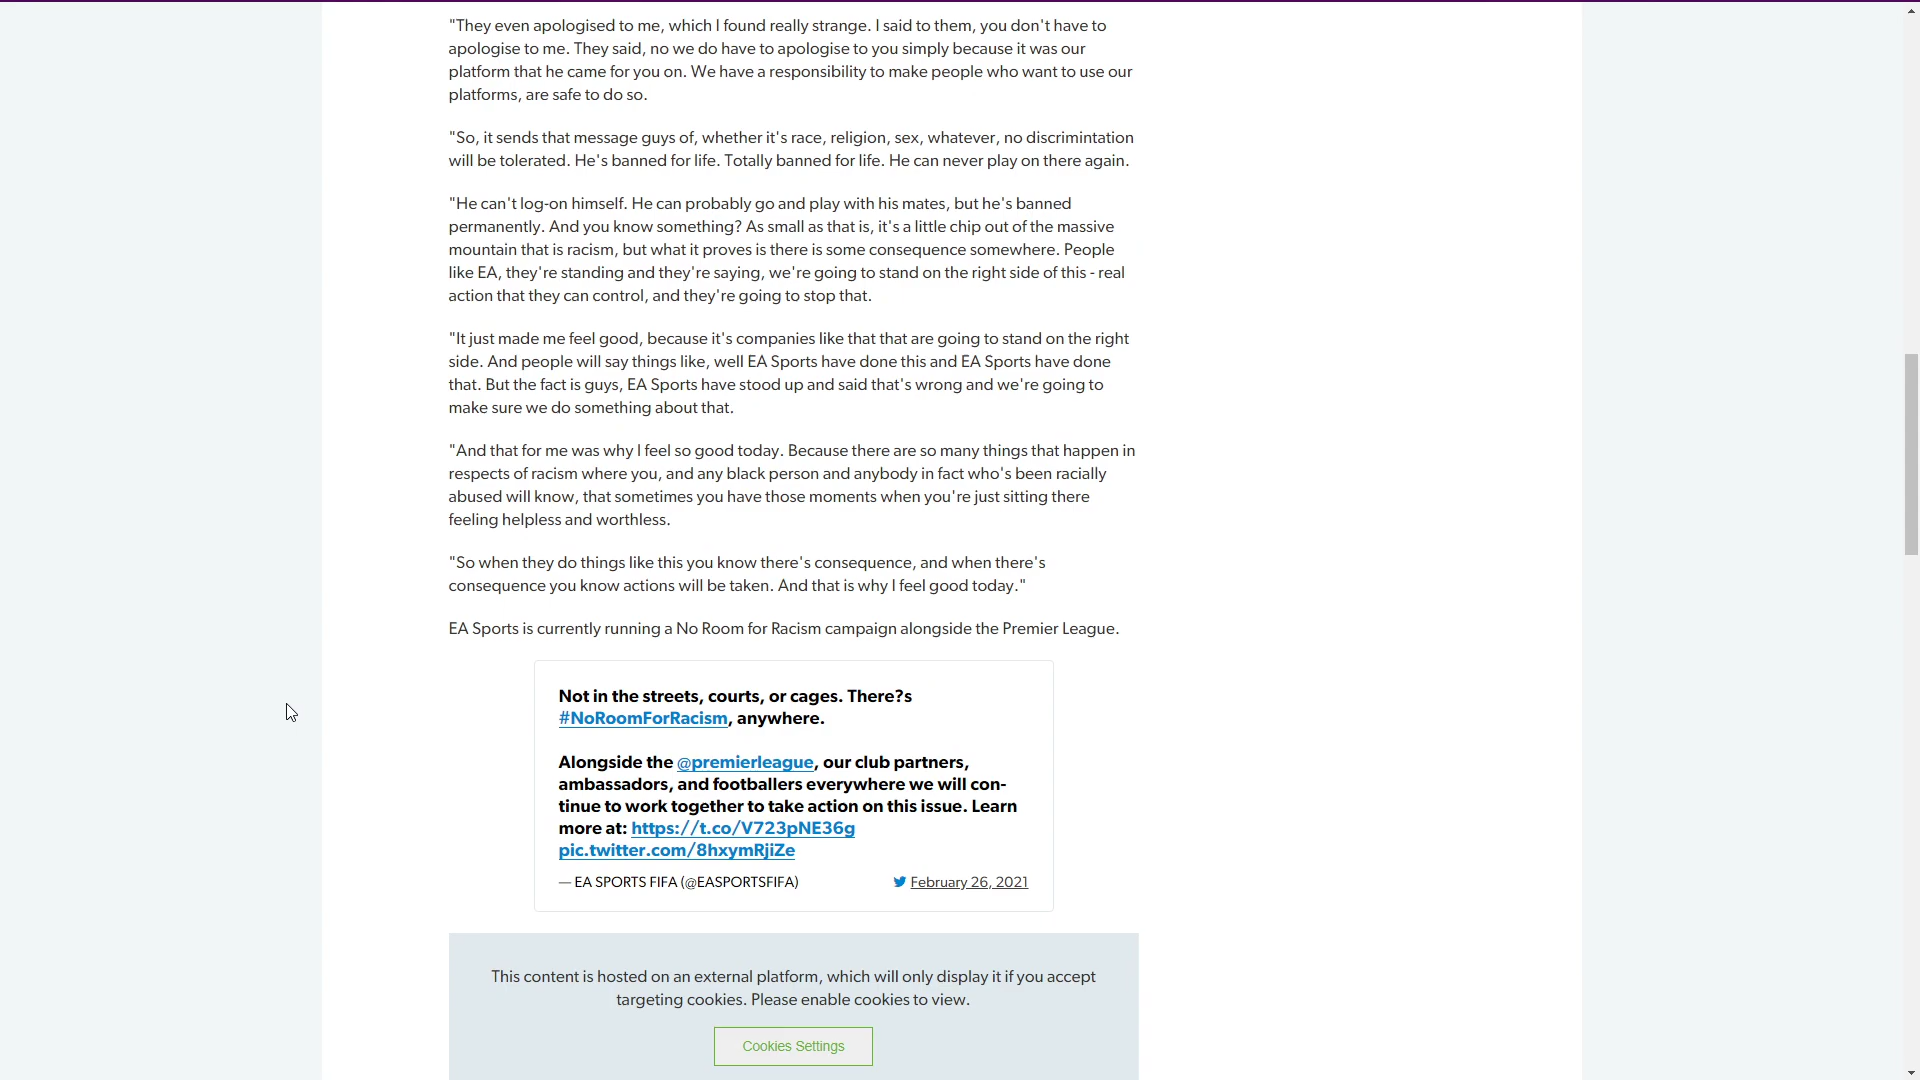 "They even apologised to me, which I found really strange. I said to them, you don't have to
apologise to me. They said, no we do have to apologise to you simply because it was our
platform that he came for you on. We have a responsibility to make people who want to use our
platforms, are safe to do so.
"So, it sends that message guys of, whether it's race, religion, sex, whatever, no discrimintation
will be tolerated. He's banned for life. Totally banned for life. He can never play on there again.
"He can't log-on himself. He can probably go and play with his mates, but he's banned
permanently. And you know something? As small as that is, it's a little chip out of the massive
mountain that is racism, but what it proves is there is some consequence somewhere. People
like EA, they're standing and they're saying, we're going to stand on the right side of this - real
action that they can control, and they're going to stop that.
"It just made me feel good, because it's companies like that that are going to stand on the right
side. And people will say things like, well EA Sports have done this and EA Sports have done
that. But the fact is guys, EA Sports have stood up and said that's wrong and we're going to
make sure we do something about that.
"And that for me was why I feel so good today. Because there are so many things that happen in
respects of racism where you, and any black person and anybody in fact who's been racially
abused will know, that sometimes you have those moments when you're just sitting there
feeling helpless and worthless.
"So when they do things like this you know there's consequence, and when there's
consequence you know actions will be taken. And that is why I feel good today."
EA Sports is currently running a No Room for Racism campaign alongside the Premier League.
Not in the streets, courts, or cages. There?s
#NoRoomForRacism, anywhere.
Alongside the @premierleague, our club partners,
ambassadors, and footballers everywhere we will con-
tinue to work together to take action on this issue. Learn
more at: https://t.co/V723pNE36g
pic.twitter.com/8hxymRjiZe
— EA SPORTS FIFA (@EASPORTSFIFA) February 26, 2021
This content is hosted on an external platform, which will only display it if you accept
targeting cookies. Please enable cookies to view.
Cookies Settings